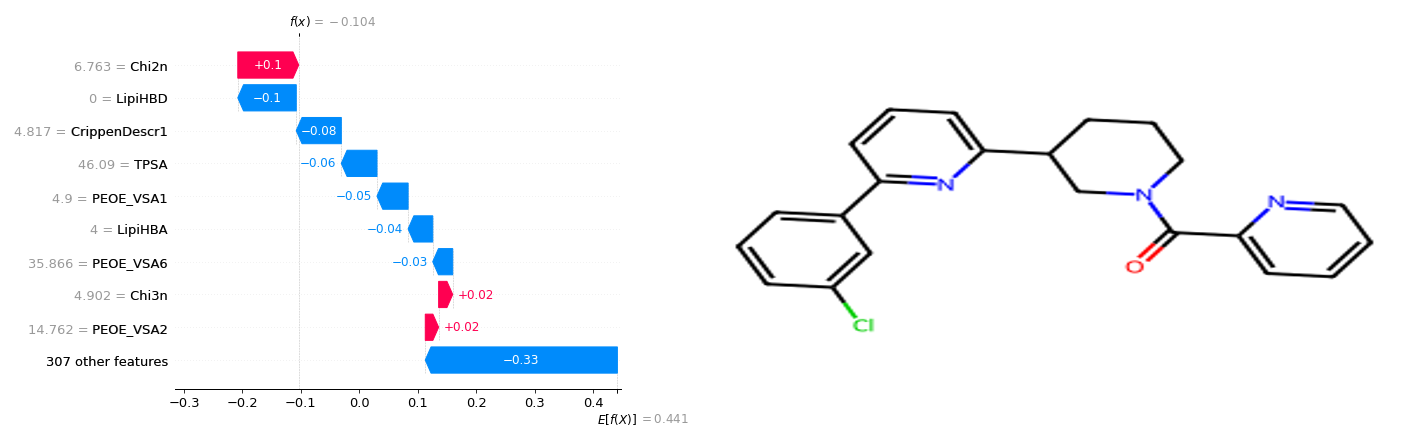 f(x) = −0.104
6.763 = Chi2n
+0.1
0 = LipiHBD
−0.1
4.817 = CrippenDescr1
−0.08
46.09 = TPSA
−0.06
4.9 = PEOE_VSA1
−0.05
4 = LipiHBA
−0.04
35.866 = PEOE_VSA6
−0.03
4.902 = Chi3n
+0.02
14.762 = PEOE_VSA2
+0.02
307 other features
−0.33
−0.3 −0.2 −0.1 0.0 0.1 0.2 0.3 0.4
E[f(X)] = 0.441
N
N
N
O
Cl